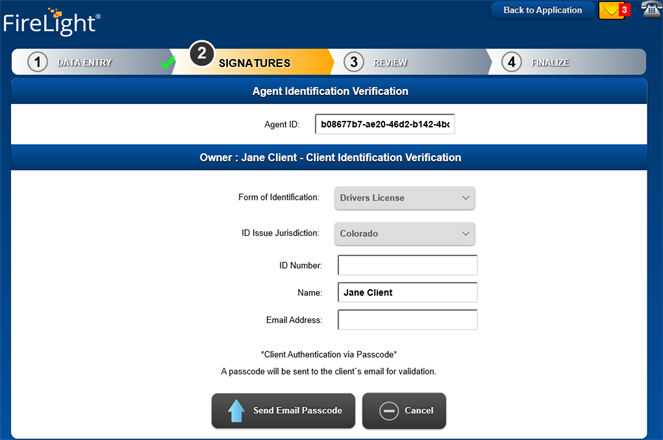 FireLight®
Back to Application
3
1 DATA ENTRY
2 SIGNATURES
3 REVIEW
4 FINALIZE
Agent Identification Verification
Agent ID: b08677b7-ae20-46d2-b142-4b
Owner : Jane Client - Client Identification Verification
Form of Identification: Drivers License
ID Issue Jurisdiction: Colorado
ID Number:
Name: Jane Client
Email Address:
*Client Authentication via Passcode*
A passcode will be sent to the client`s email for validation.
Send Email Passcode
Cancel